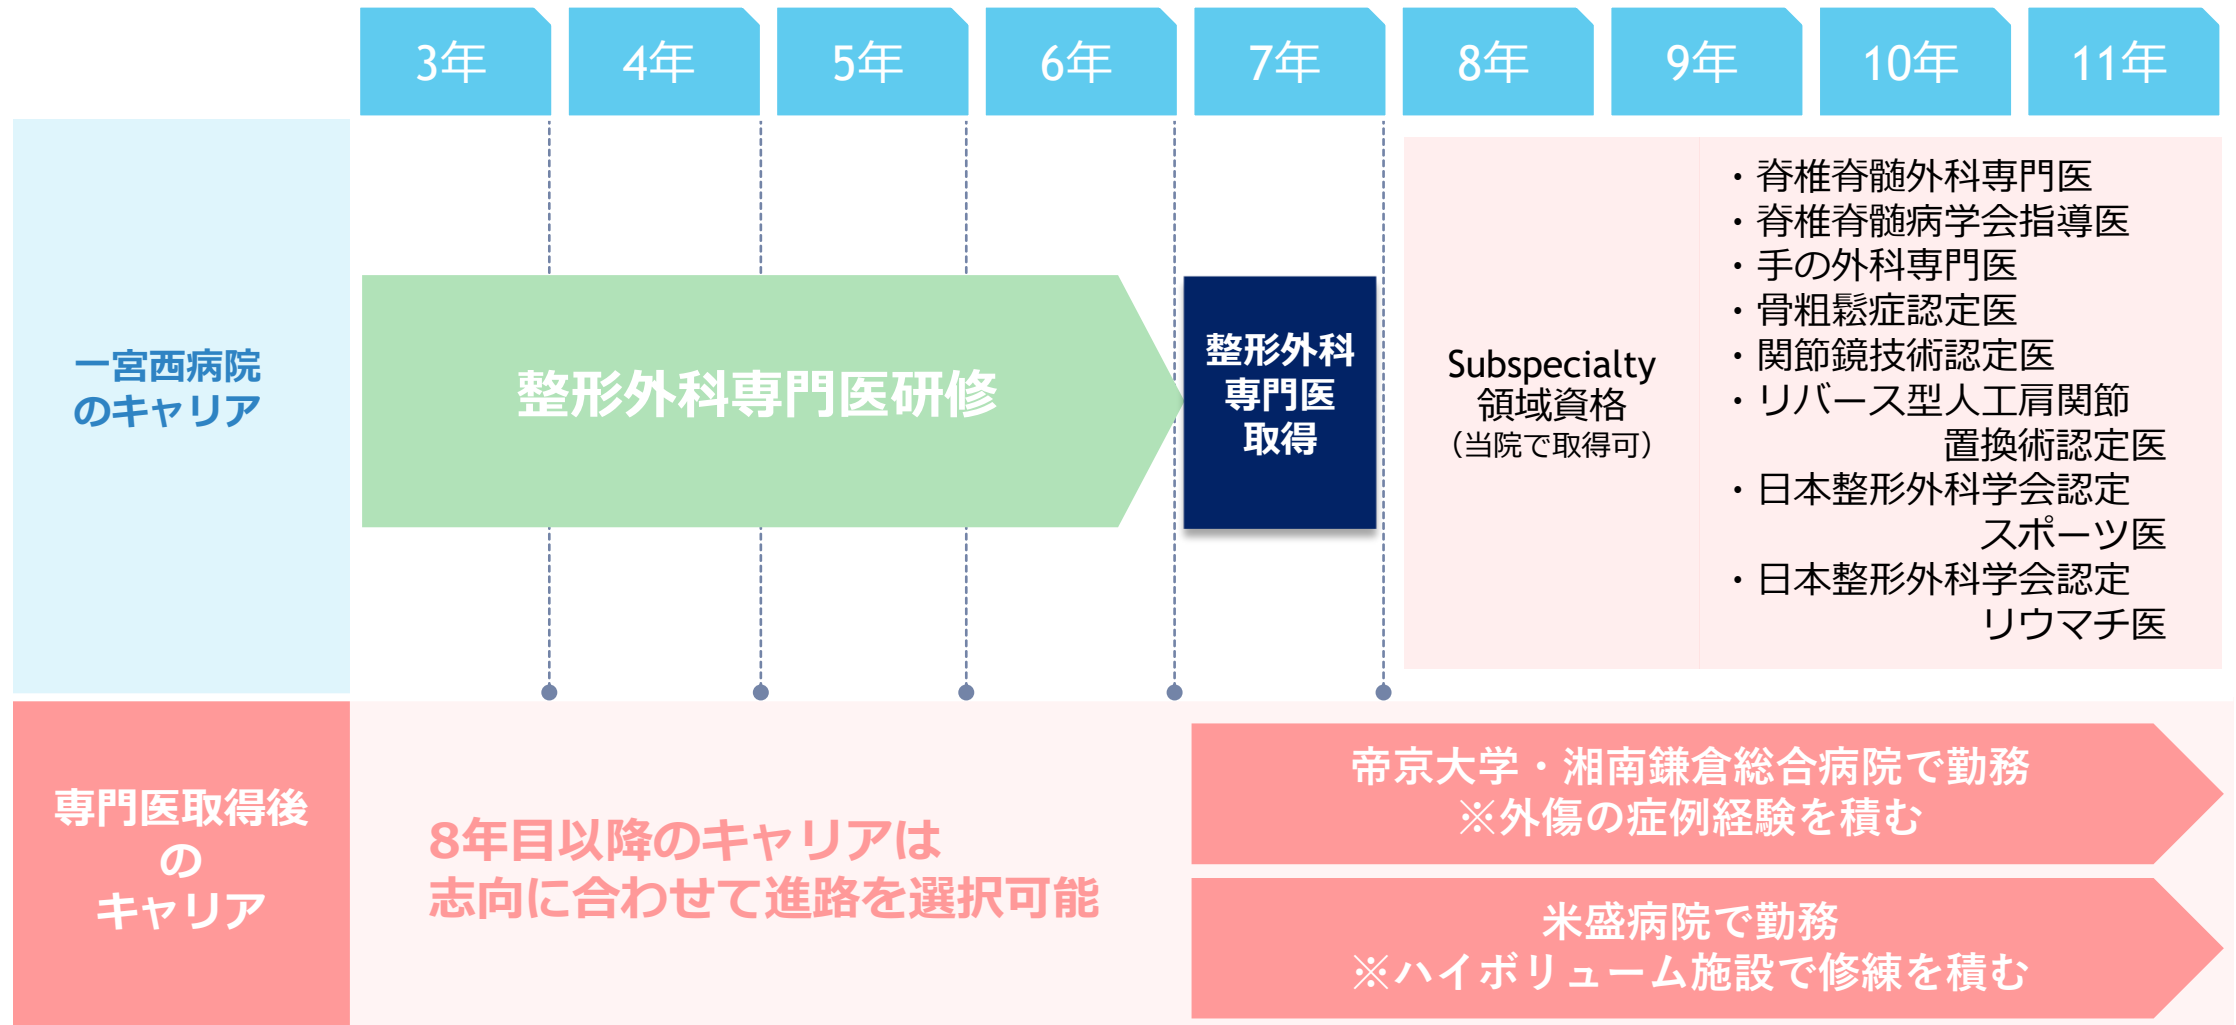 3年
4年
5年
6年
7年
8年
9年
10年
11年
一宮西病院
のキャリア
整形外科専門医研修
整形外科
専門医
取得
Subspecialty
領域資格
（当院で取得可）
・脊椎脊髄外科専門医
・脊椎脊髄病学会指導医
・手の外科専門医
・骨粗鬆症認定医
・関節鏡技術認定医
・リバース型人工肩関節
置換術認定医
・日本整形外科学会認定
スポーツ医
・日本整形外科学会認定
リウマチ医
専門医取得後
の
キャリア
8年目以降のキャリアは
志向に合わせて進路を選択可能
帝京大学・湘南鎌倉総合病院で勤務
※外傷の症例経験を積む
米盛病院で勤務
※ハイボリューム施設で修練を積む